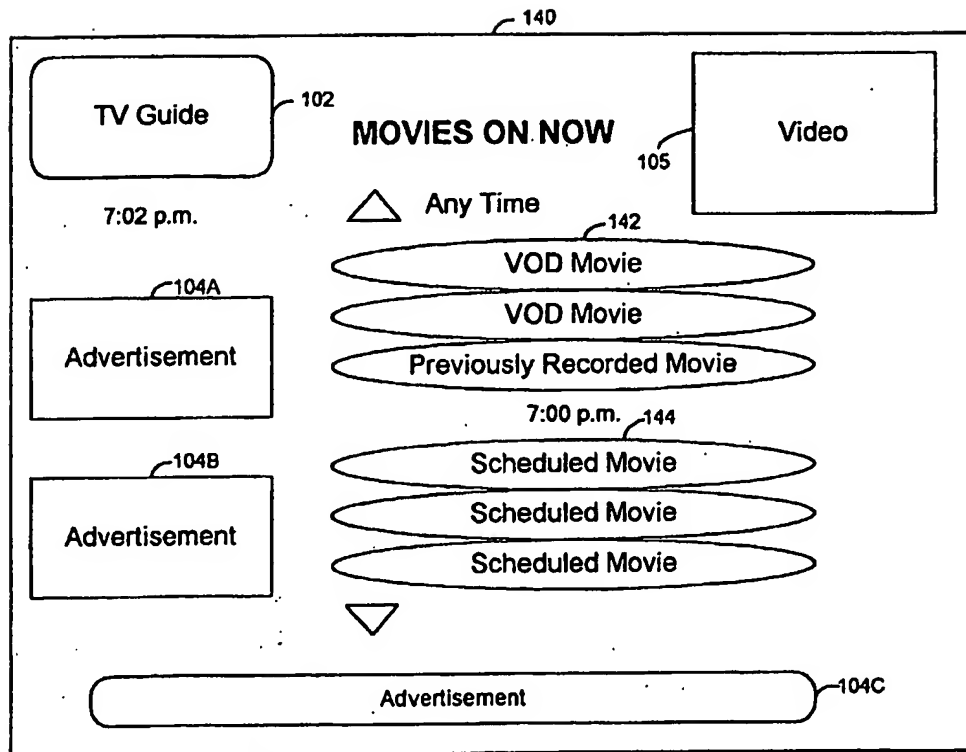 140
TV Guide
102
MOVIES ON NOW
Video
105
7:02 p.m.
Any Time
142
VOD Movie
VOD Movie
Previously Recorded Movie
104A
Advertisement
7:00 p.m.
144
Scheduled Movie
Scheduled Movie
Scheduled Movie
104B
Advertisement
Advertisement
104C